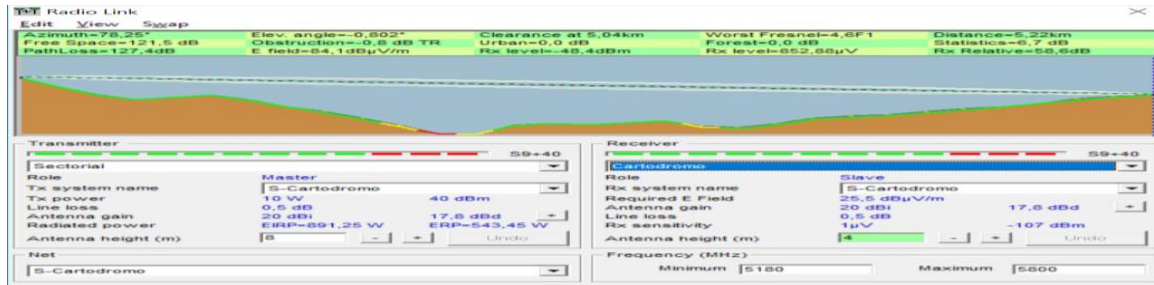 Radio Link
Edit View Swap
Azimuth=78,25° Elev. angle=-0,802° Clearance at 5,04km Worst Fresnel=4,6F1 Distance=5,22km
Free Space=121,5 dB Obstruction=-0,8 dB TR Urban=0,0 dB Forest=0,0 dB Statistics=6,7 dB
PathLoss=127,4dB E field=84,1dBµV/m Rx level=-48,4dBm Rx level=852,88µV Rx Relative=58,6dB
Transmitter
S9+40
Sectorial
Role Master
Tx system name S-Cartodromo
Tx power 10 W 40 dBm
Line loss 0,5 dB
Antenna gain 20 dBi 17,8 dBd +
Radiated power EIRP=891,25 W ERP=543,45 W
Antenna height (m) 8 - + Undo
Net
S-Cartodromo
Receiver
S9+40
Cartodromo
Role Slave
Rx system name S-Cartodromo
Required E Field 25,5 dBµV/m
Antenna gain 20 dBi 17,8 dBd +
Line loss 0,5 dB
Rx sensitivity 1µV -107 dBm
Antenna height (m) 4 - + Undo
Frequency (MHz)
Minimum 5180 Maximum 5800